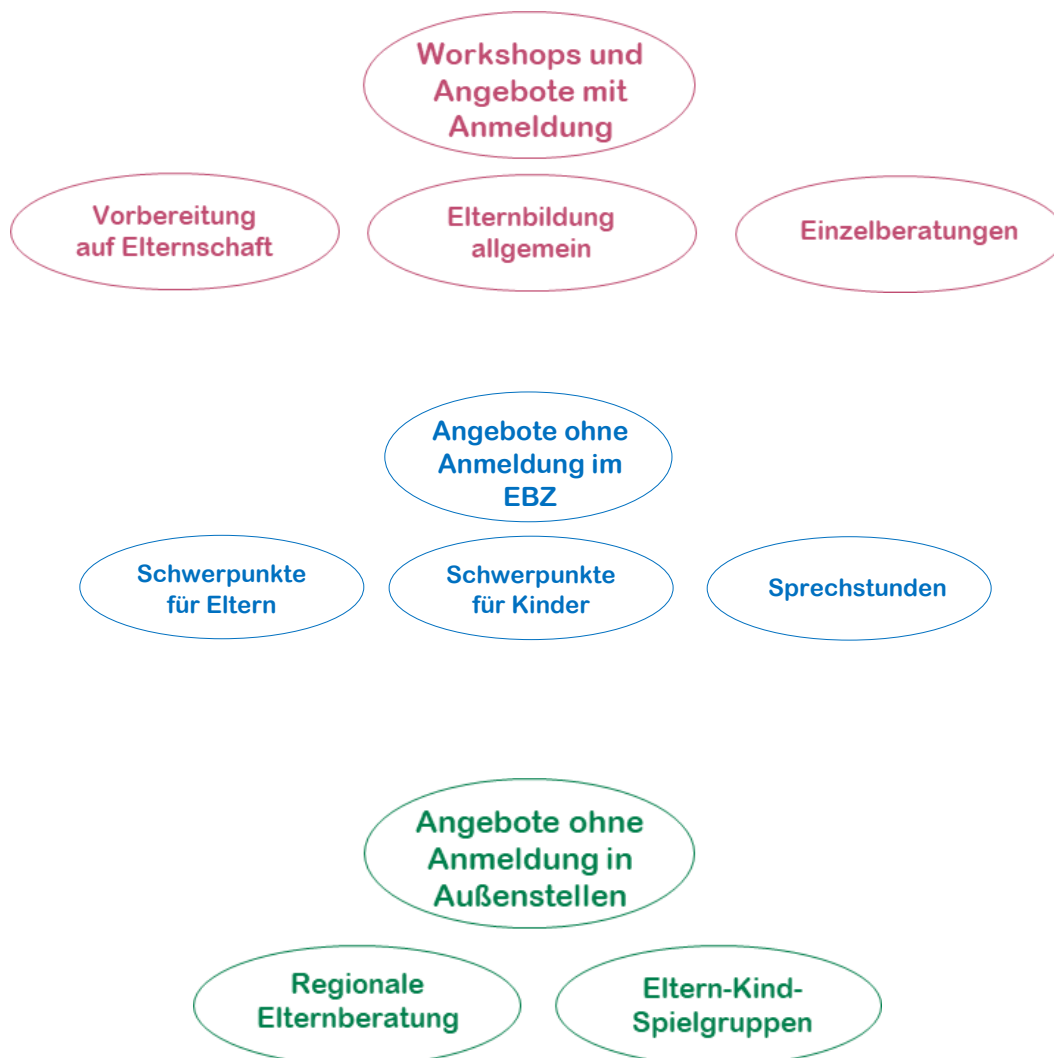 Workshops und
Angebote mit
Anmeldung
Vorbereitung
auf Elternschaft
Elternbildung
allgemein
Einzelberatungen
Angebote ohne
Anmeldung im
EBZ
Schwerpunkte
für Eltern
Schwerpunkte
für Kinder
Sprechstunden
Angebote ohne
Anmeldung in
Außenstellen
Regionale
Elternberatung
Eltern-Kind-
Spielgruppen